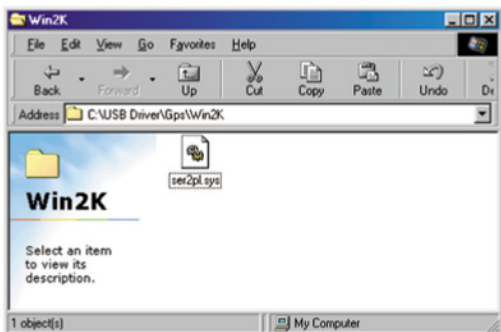 Win2K
File Edit View Go Favorites Help
Back Forward Up Cut Copy Paste Undo De
Address C:\USB Driver\Gps\Win2K
ser2pl.sys
Win2K
Select an item
to view its
description.
1 object(s) My Computer